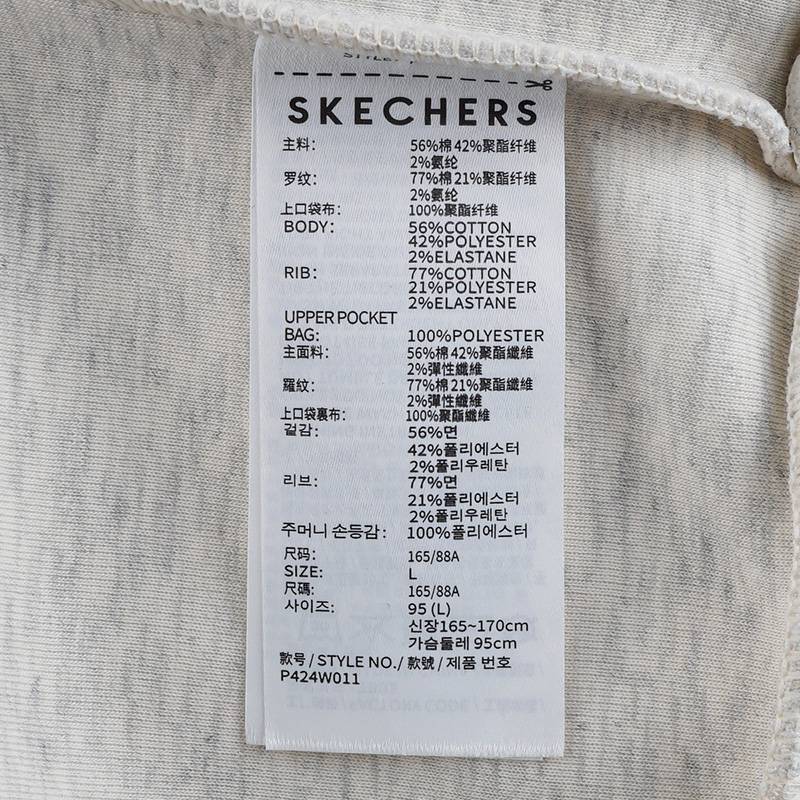 SKECHERS
主料: 56%棉 42%聚酯纤维
2%氨纶
罗纹: 77%棉 21%聚酯纤维
2%氨纶
上口袋布: 100%聚酯纤维
BODY: 56%COTTON
42%POLYESTER
2%ELASTANE
RIB: 77%COTTON
21%POLYESTER
2%ELASTANE
UPPER POCKET
BAG: 100%POLYESTER
主面料: 56%棉 42%聚酯纖維
2%彈性纖維
羅紋: 77%棉 21%聚酯纖維
2%彈性纖維
上口袋裏布: 100%聚酯纖維
겉감: 56%면
42%폴리에스터
2%폴리우레탄
리브: 77%면
21%폴리에스터
2%폴리우레탄
주머니 손등감: 100%폴리에스터
尺码: 165/88A
SIZE: L
尺碼: 165/88A
사이즈: 95 (L)
신장165~170cm
가슴둘레 95cm
款号 / STYLE NO./ 款號 / 제품 번호
P424W011